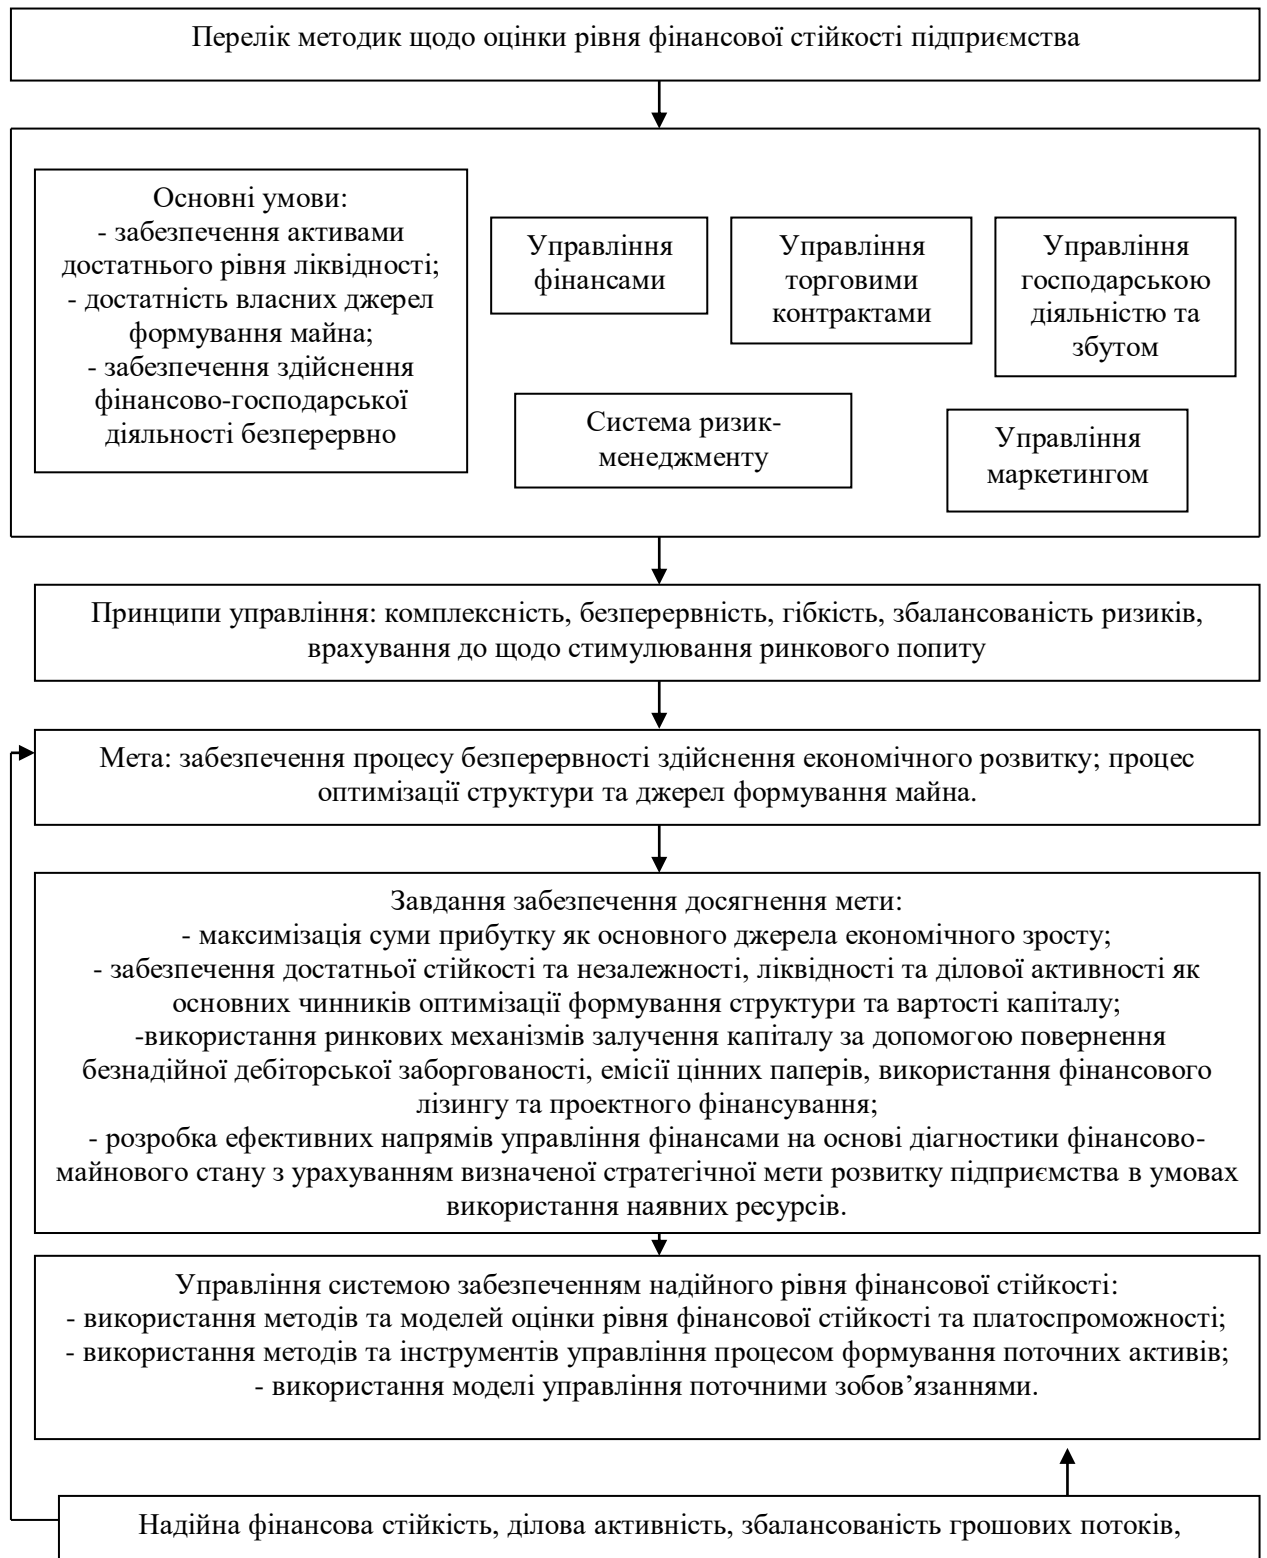 Перелік методик щодо оцінки рівня фінансової стійкості підприємства
Основні умови:
- забезпечення активами
достатнього рівня ліквідності;
- достатність власних джерел
формування майна;
- забезпечення здійснення
фінансово-господарської
діяльності безперервно
Управління
фінансами
Управління
торговими
контрактами
Управління
господарською
діяльністю та
збутом
Система ризик-
менеджменту
Управління
маркетингом
Принципи управління: комплексність, безперервність, гібкість, збалансованість ризиків,
врахування до щодо стимулювання ринкового попиту
Мета: забезпечення процесу безперервності здійснення економічного розвитку; процес
оптимізації структури та джерел формування майна.
Завдання забезпечення досягнення мети:
- максимізація суми прибутку як основного джерела економічного зросту;
- забезпечення достатньої стійкості та незалежності, ліквідності та ділової активності як
основних чинників оптимізації формування структури та вартості капіталу;
-використання ринкових механізмів залучення капіталу за допомогою повернення
безнадійної дебіторської заборгованості, емісії цінних паперів, використання фінансового
лізингу та проектного фінансування;
- розробка ефективних напрямів управління фінансами на основі діагностики фінансово-
майнового стану з урахуванням визначеної стратегічної мети розвитку підприємства в умовах
використання наявних ресурсів.
Управління системою забезпеченням надійного рівня фінансової стійкості:
- використання методів та моделей оцінки рівня фінансової стійкості та платоспроможності;
- використання методів та інструментів управління процесом формування поточних активів;
- використання моделі управління поточними зобов’язаннями.
Надійна фінансова стійкість, ділова активність, збалансованість грошових потоків,